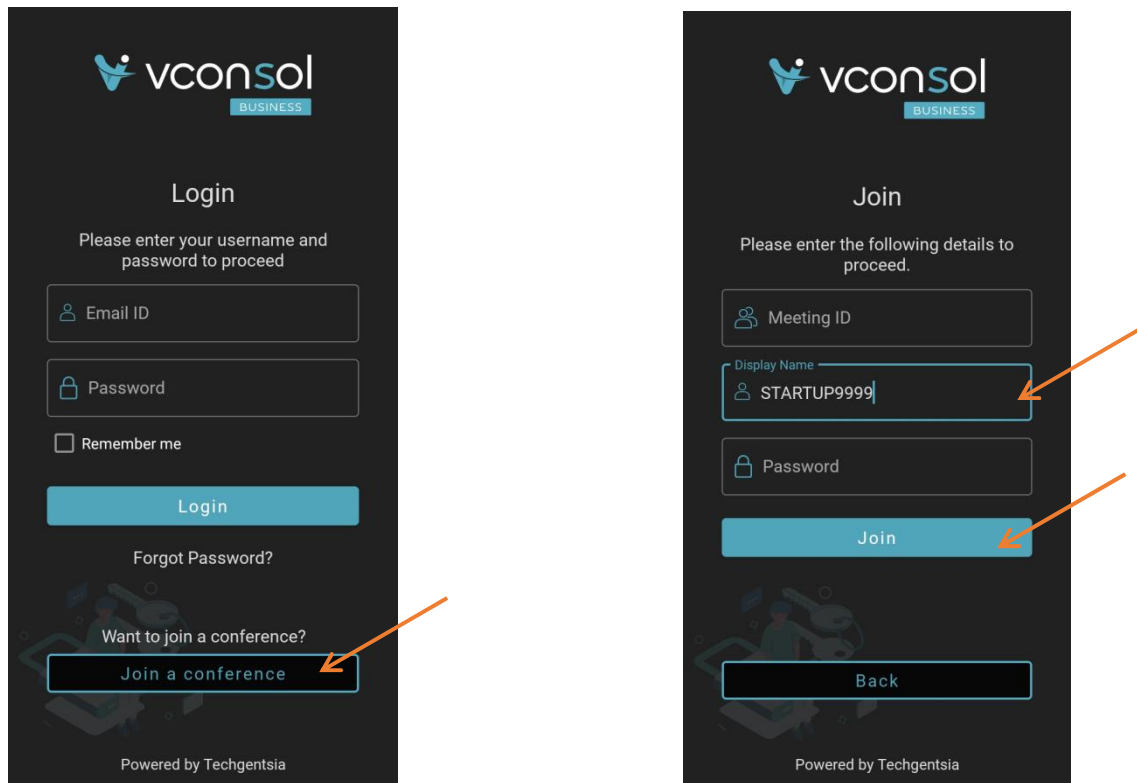 vconsol
BUSINESS
Login
Please enter your username and
password to proceed
Email ID
Password
Remember me
Login
Forgot Password?
Want to join a conference?
Join a conference
Powered by Techgentsia
vconsol
BUSINESS
Join
Please enter the following details to
proceed.
Meeting ID
Display Name
STARTUP9999
Password
Join
Back
Powered by Techgentsia